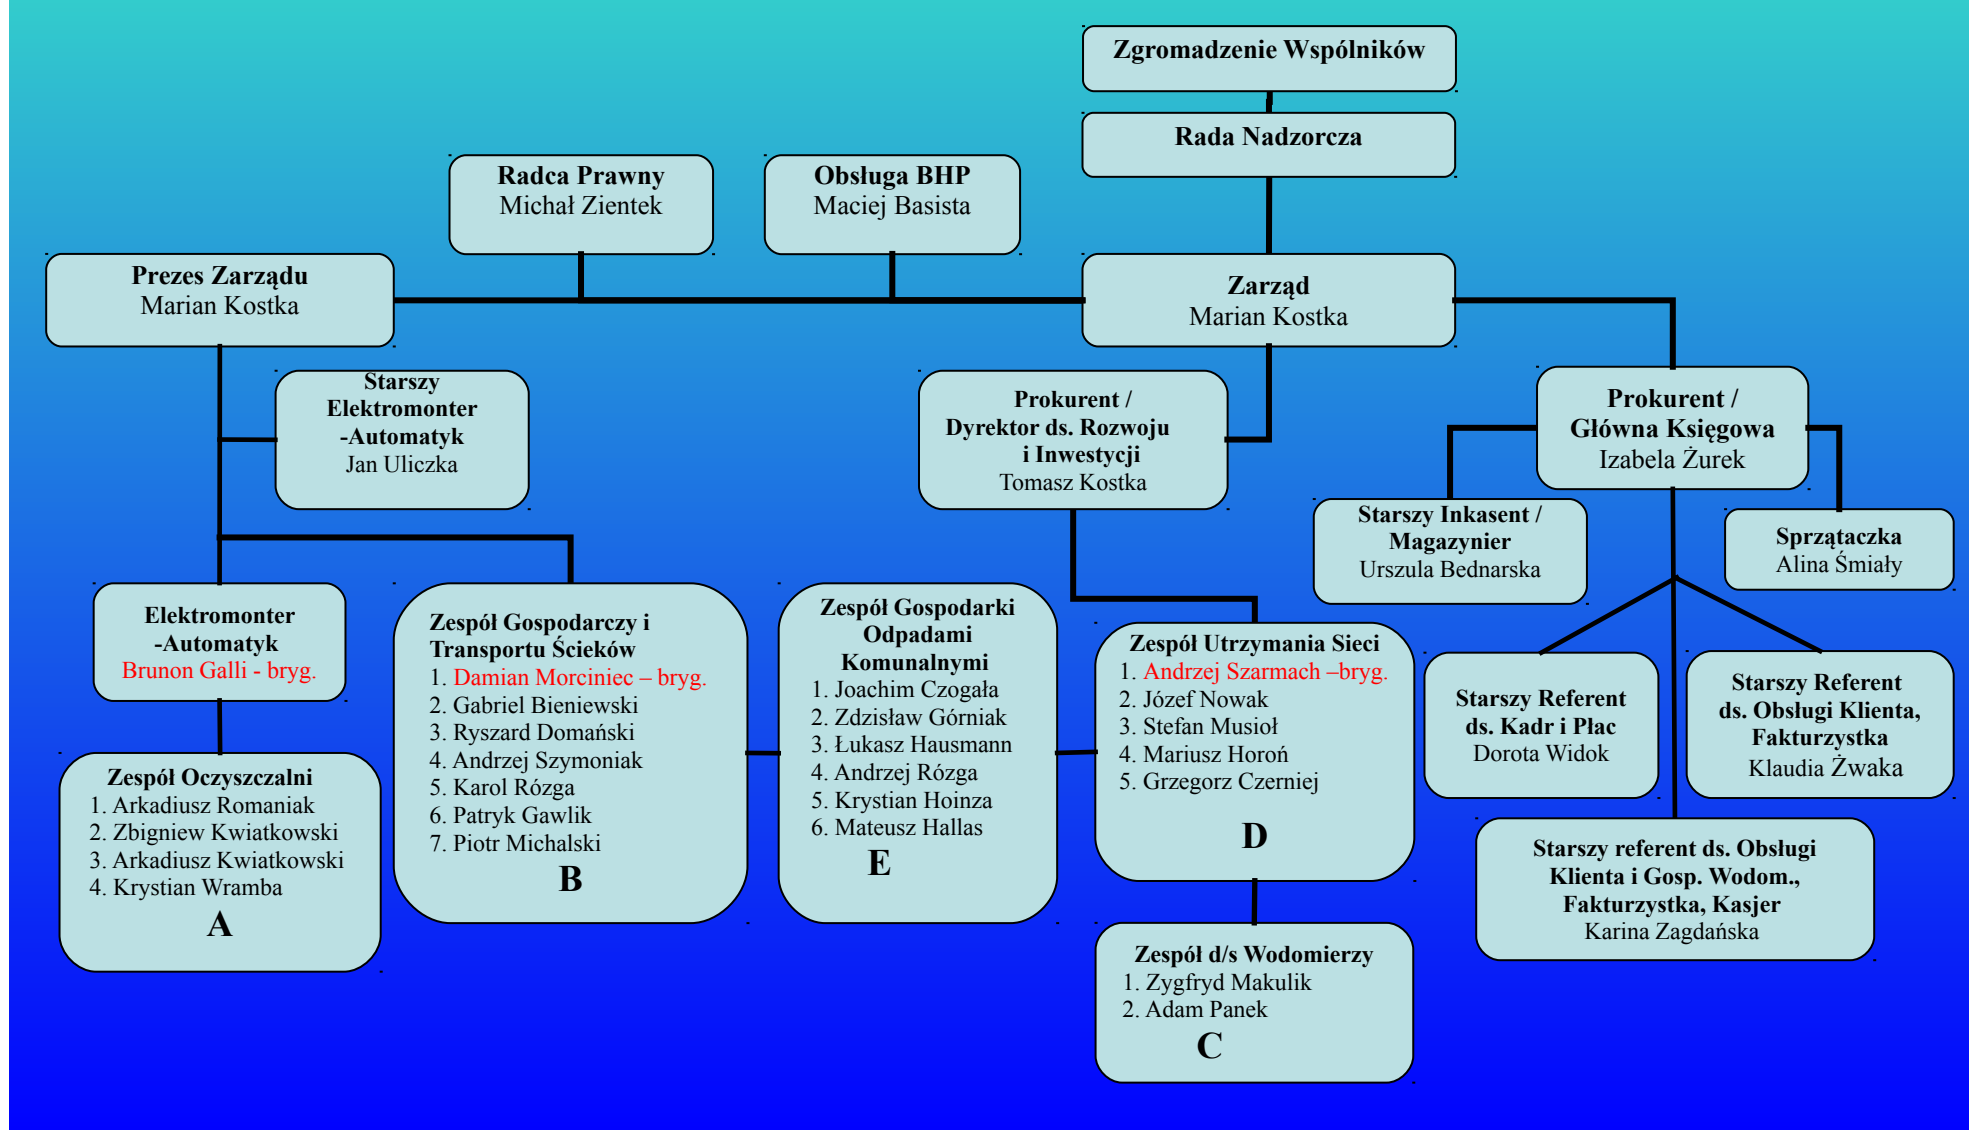 Zgromadzenie Wspólników
Rada Nadzorcza
Radca Prawny
Michał Zientek
Obsługa BHP
Maciej Basista
Prezes Zarządu
Marian Kostka
Zarząd
Marian Kostka
Starszy
Elektromonter
-Automatyk
Jan Uliczka
Prokurent /
Dyrektor ds. Rozwoju
i Inwestycji
Tomasz Kostka
Prokurent /
Główna Księgowa
Izabela Żurek
Starszy Inkasent /
Magazynier
Urszula Bednarska
Sprzątaczka
Alina Śmiały
Elektromonter
-Automatyk
Brunon Galli - bryg.
Zespół Gospodarczy i
Transportu Ścieków
1. Damian Morciniec – bryg.
2. Gabriel Bieniewski
3. Ryszard Domański
4. Andrzej Szymoniak
5. Karol Rózga
6. Patryk Gawlik
7. Piotr Michalski
B
Zespół Gospodarki
Odpadami
Komunalnymi
1. Joachim Czogała
2. Zdzisław Górniak
3. Łukasz Hausmann
4. Andrzej Rózga
5. Krystian Hoinza
6. Mateusz Hallas
E
Zespół Utrzymania Sieci
1. Andrzej Szarmach –bryg.
2. Józef Nowak
3. Stefan Musioł
4. Mariusz Horoń
5. Grzegorz Czerniej
D
Starszy Referent
ds. Kadr i Płac
Dorota Widok
Starszy Referent
ds. Obsługi Klienta,
Fakturzystka
Klaudia Żwaka
Zespół Oczyszczalni
1. Arkadiusz Romaniak
2. Zbigniew Kwiatkowski
3. Arkadiusz Kwiatkowski
4. Krystian Wramba
A
Starszy referent ds. Obsługi
Klienta i Gosp. Wodom.,
Fakturzystka, Kasjer
Karina Zagdańska
Zespół d/s Wodomierzy
1. Zygfryd Makulik
2. Adam Panek
C